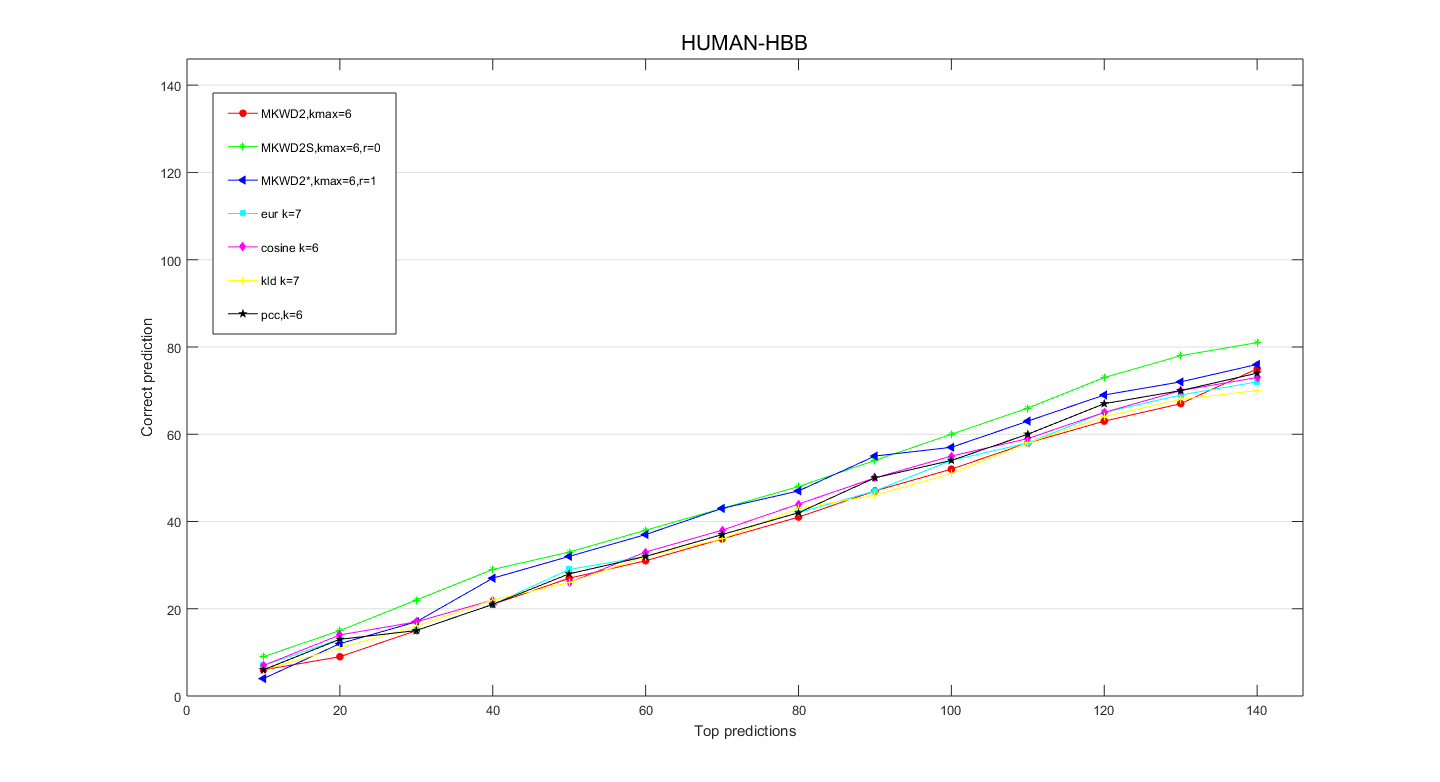 HUMAN-HBB
140
120
100
80
60
40
20
0
Correct prediction
MKWD2,kmax=6
MKWD2S,kmax=6,r=0
MKWD2*,kmax=6,r=1
eur k=7
cosine k=6
kld k=7
pcc,k=6
0 20 40 60 80 100 120 140
Top predictions